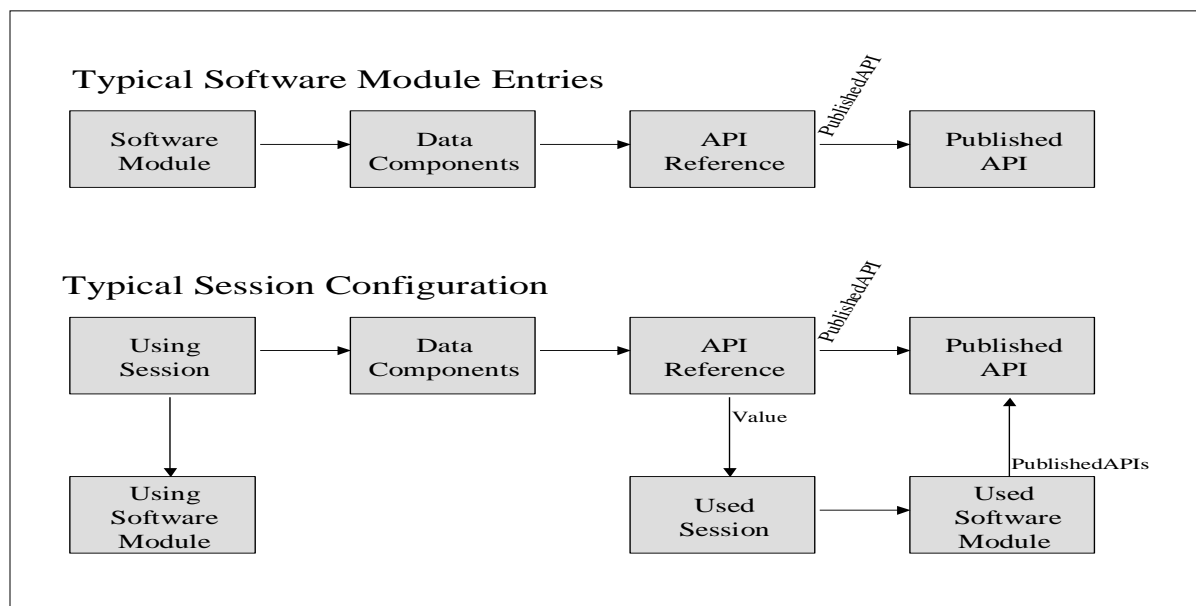 Typical Software Module Entries
PublishedAPI
Software
Module
Data
Components
API
Reference
Published
API
Typical Session Configuration
PublishedAPI
Using
Session
Data
Components
API
Reference
Published
API
Value
PublishedAPIs
Using
Software
Module
Used
Session
Used
Software
Module